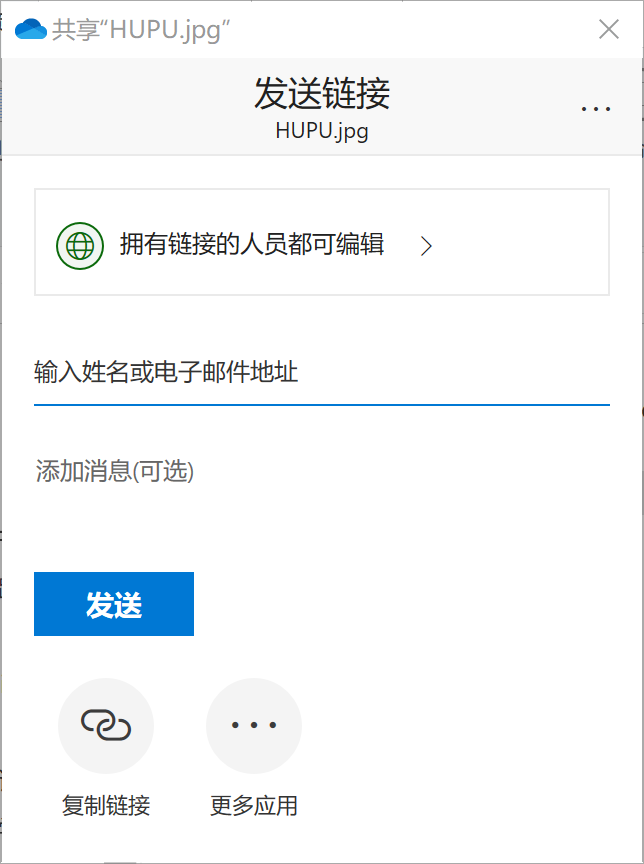 共享“HUPU.jpg”
发送链接
HUPU.jpg
拥有链接的人员都可编辑
输入姓名或电子邮件地址
添加消息(可选)
发送
复制链接
更多应用